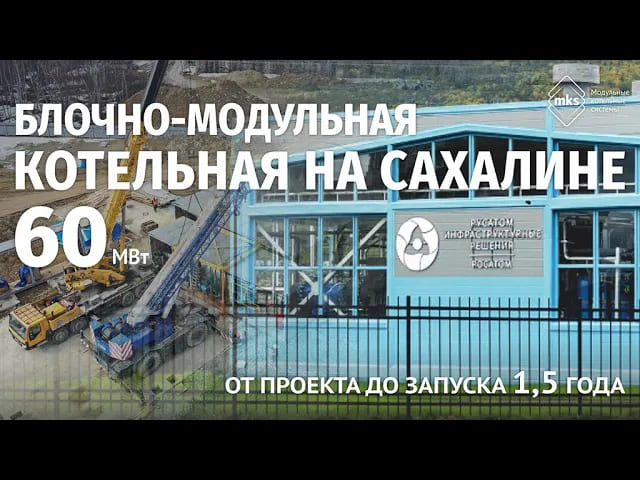 mks
Модульные
котельные
системы
БЛОЧНО-МОДУЛЬНАЯ
КОТЕЛЬНАЯ НА САХАЛИНЕ
60 МВт
РУСАТОМ
ИНФРАСТРУКТУРНЫЕ
РЕШЕНИЯ
РОСАТОМ
ОТ ПРОЕКТА ДО ЗАПУСКА 1,5 ГОДА